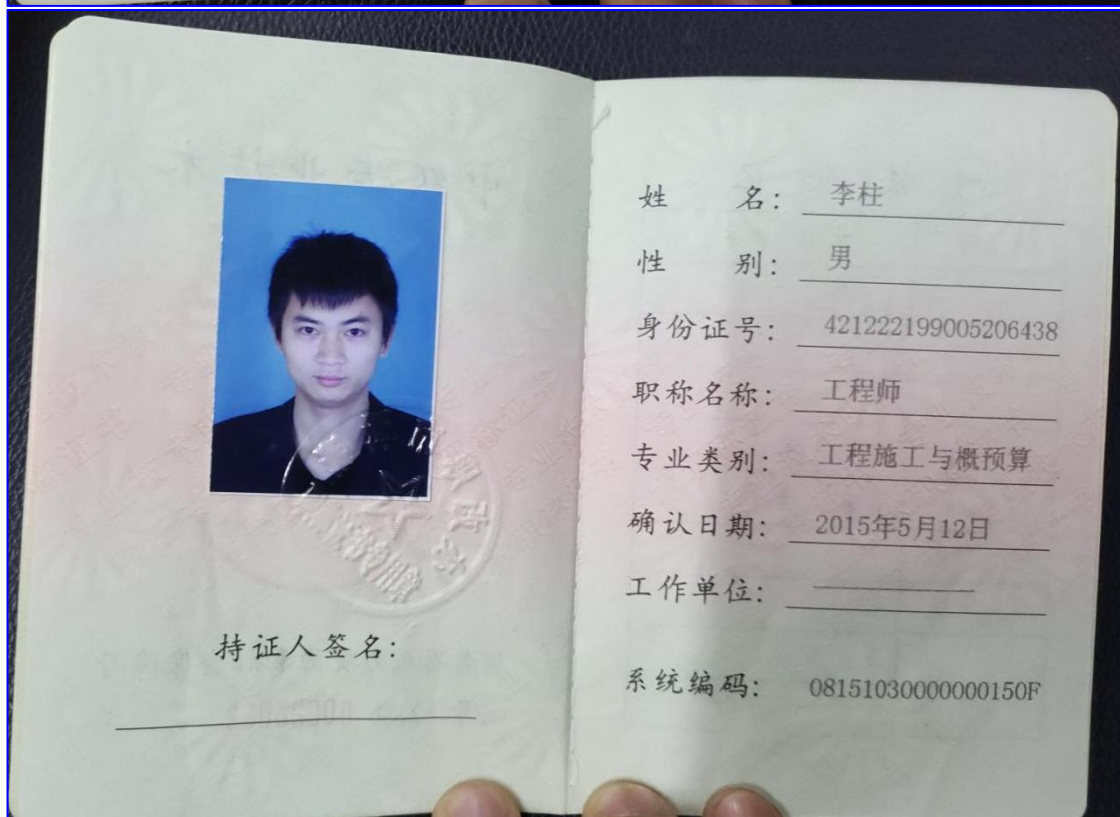 持证人签名:
姓 名: 李柱
性 别: 男
身份证号: 421222199005206438
职称名称: 工程师
专业类别: 工程施工与概预算
确认日期: 2015年5月12日
工作单位: ————
系统编码: 08151030000000150F